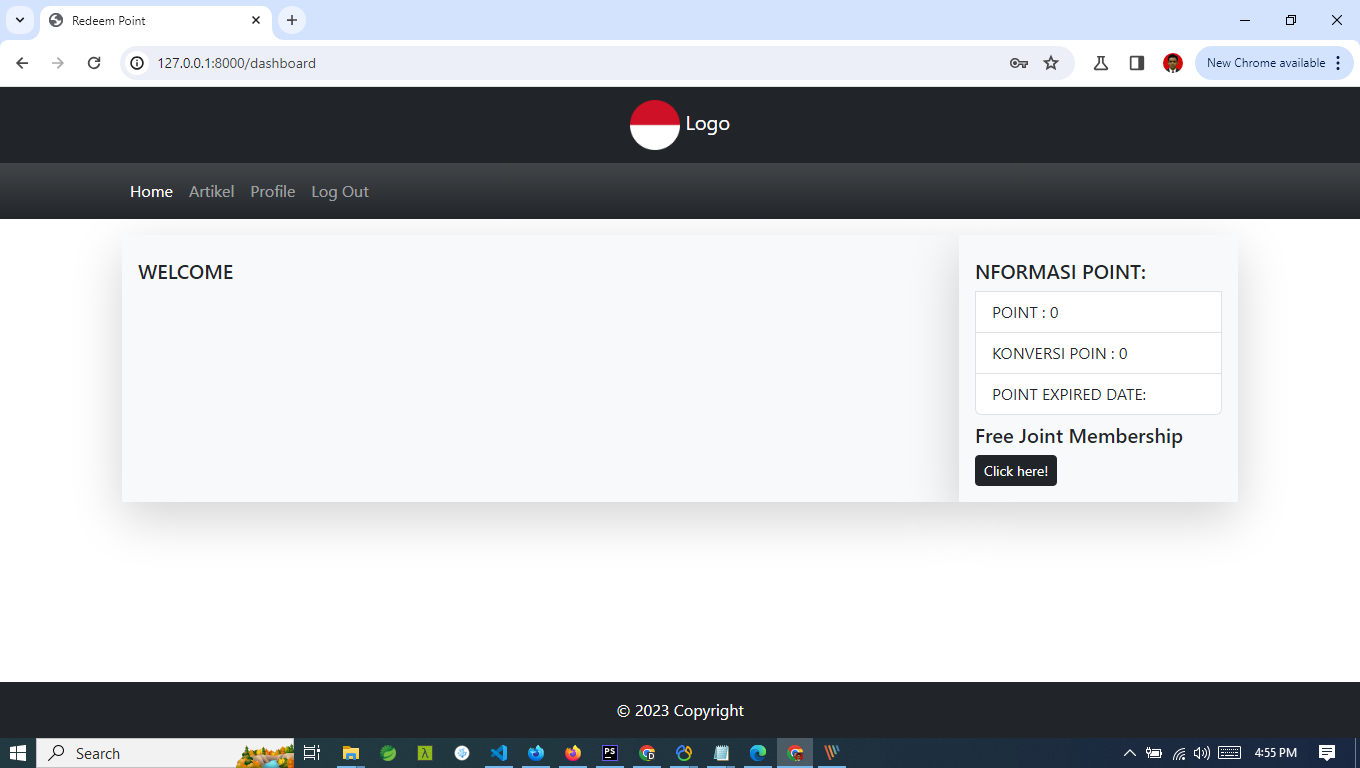 Redeem Point
127.0.0.1:8000/dashboard
New Chrome available
Logo
Home Artikel Profile Log Out
WELCOME
NFORMASI POINT:
POINT : 0
KONVERSI POIN : 0
POINT EXPIRED DATE:
Free Joint Membership
Click here!
© 2023 Copyright
Search
PS
4:55 PM